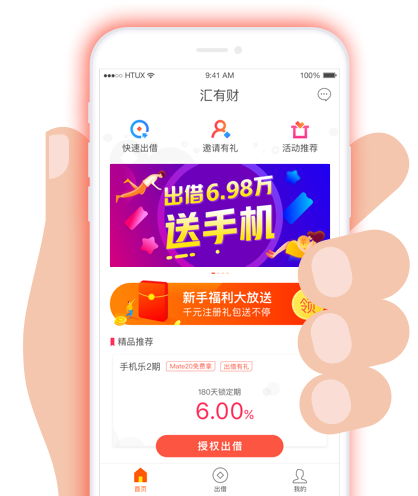 HTUX 9:41 AM 100%
汇有财
快速出借 邀请有礼 活动推荐
出借6.98万
送手机
新手福利大放送
千元注册礼包送不停
领
精品推荐
手机乐2期 Mate20免费拿 出借有礼
180天锁定期
6.00%
授权出借
首页 出借 我的